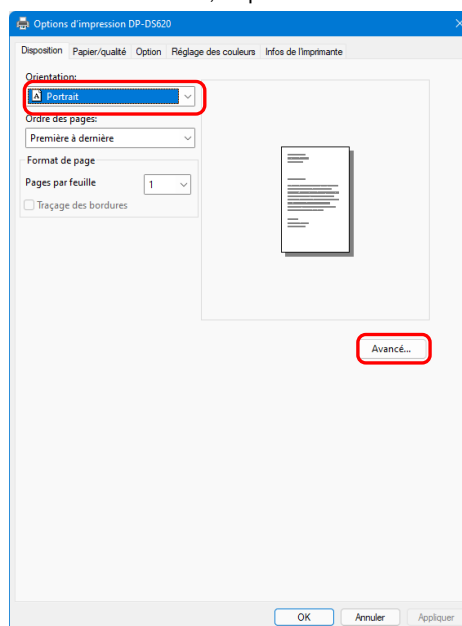 Options d'impression DP-DS620
Disposition Papier/qualité Option Réglage des couleurs Infos de l'imprimante
Orientation:
A Portrait
Ordre des pages:
Première à dernière
Format de page
Pages par feuille 1
Traçage des bordures
Avancé...
OK Annuler Appliquer